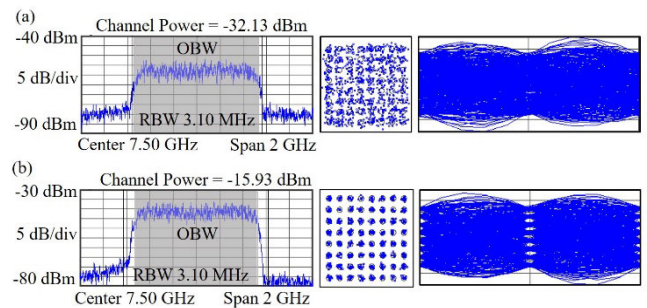 (a)
Channel Power = -32.13 dBm
-40 dBm
OBW
5 dB/div
RBW 3.10 MHz
-90 dBm
Center 7.50 GHz Span 2 GHz
(b)
Channel Power = -15.93 dBm
-30 dBm
5 dB/div
OBW
RBW 3.10 MHz
-80 dBm
Center 7.50 GHz Span 2 GHz